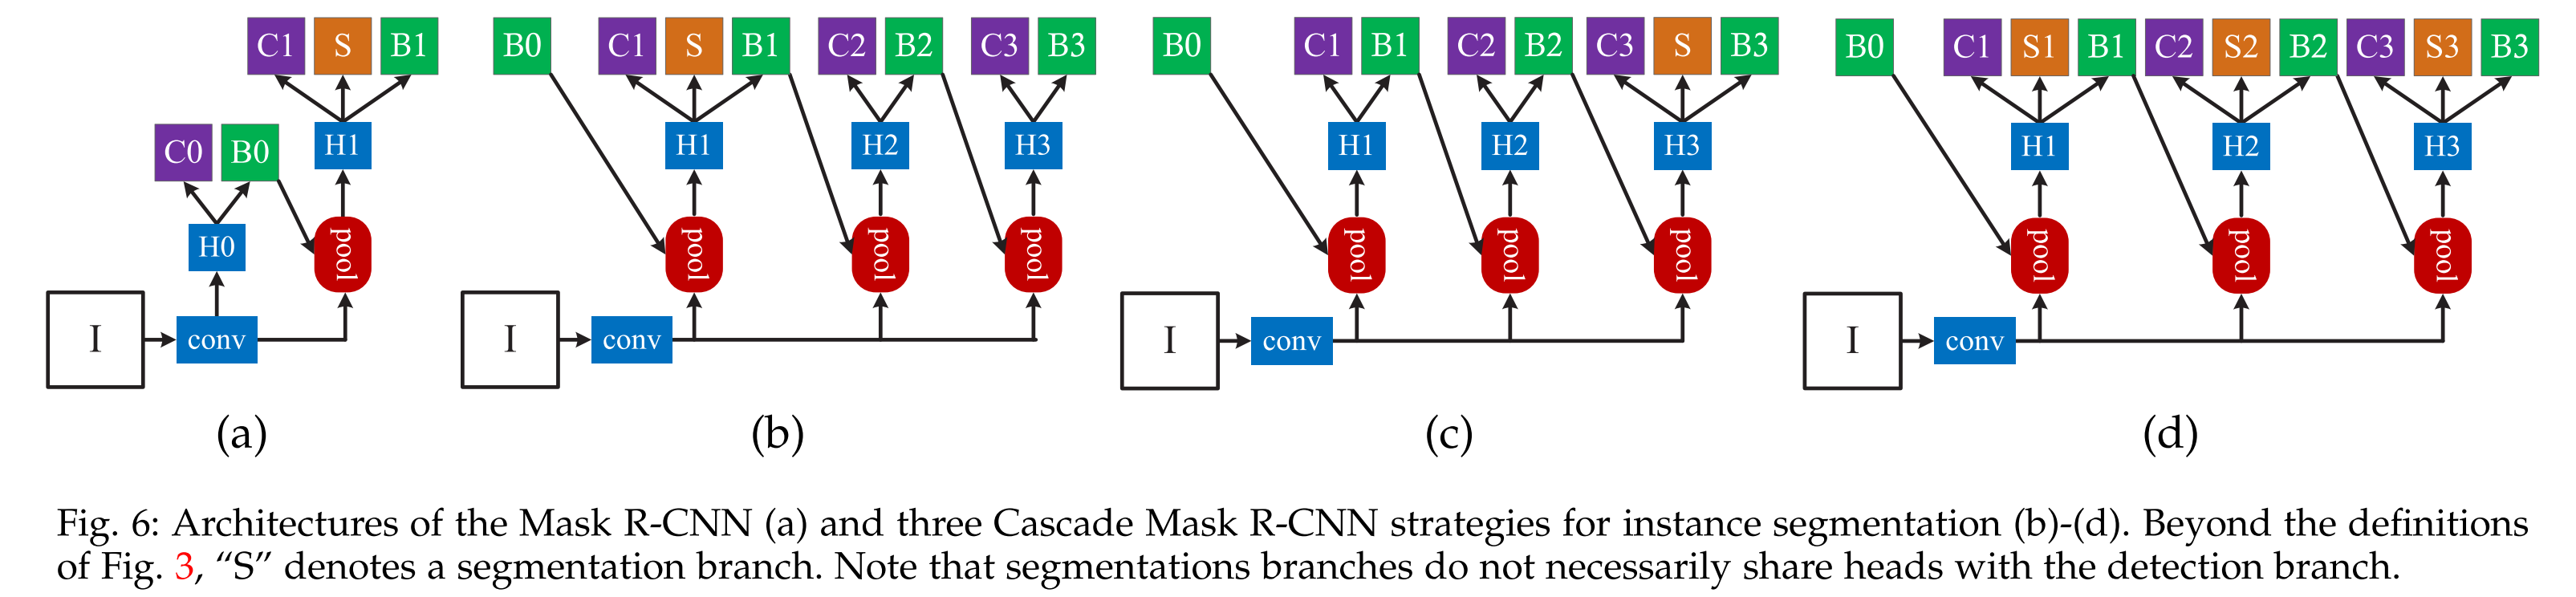 C1 S B1 B0 C1 S B1 C2 B2 C3 B3 B0 C1 B1 C2 B2 C3 S B3 B0 C1 S1 B1 C2 S2 B2 C3 S3 B3
C0 B0 H1 H1 H2 H3 H1 H2 H3 H1 H2 H3
H0 pool pool pool pool pool pool pool pool pool pool
I conv I conv I conv I conv
(a) (b) (c) (d)
Fig. 6: Architectures of the Mask R-CNN (a) and three Cascade Mask R-CNN strategies for instance segmentation (b)-(d). Beyond the definitions
of Fig. 3, “S” denotes a segmentation branch. Note that segmentations branches do not necessarily share heads with the detection branch.